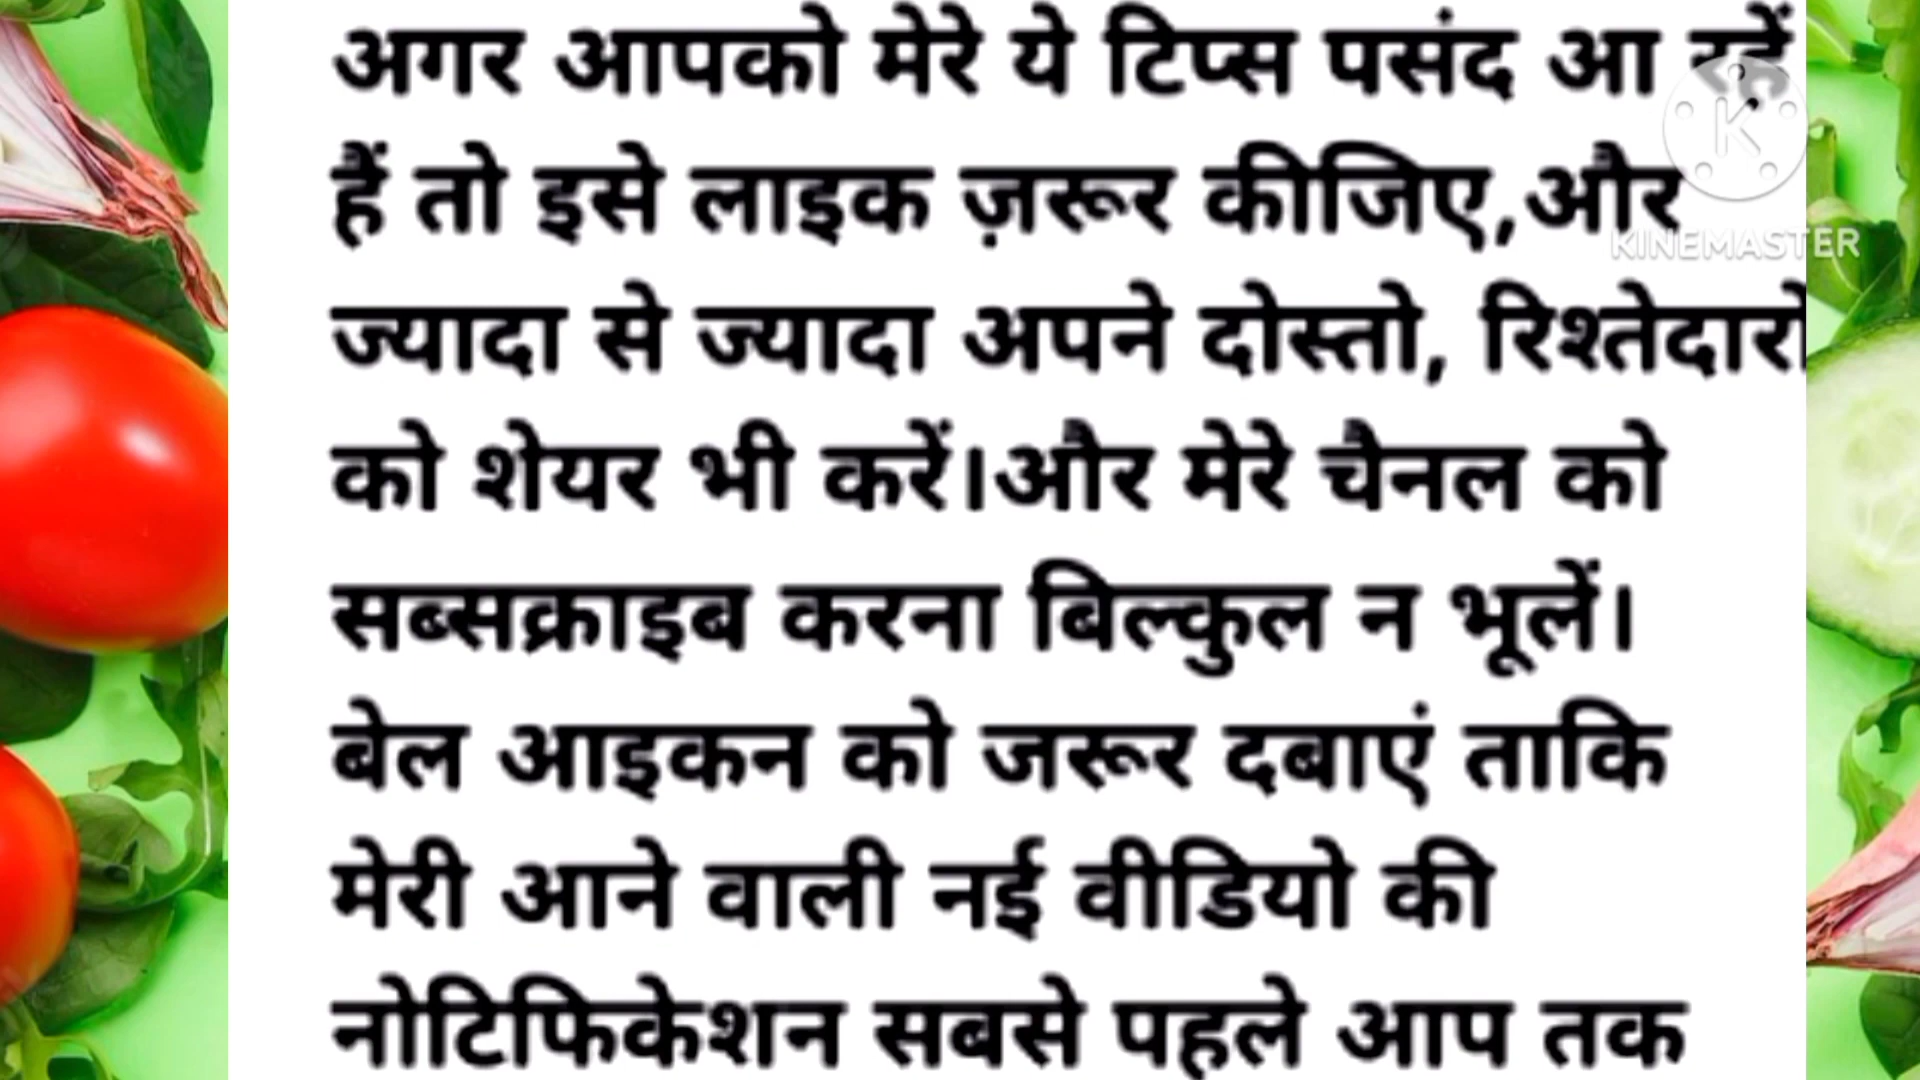 अगर आपको मेरे ये टिप्स पसंद आ रहें
हैं तो इसे लाइक ज़रूर कीजिए,और
ज्यादा से ज्यादा अपने दोस्तो, रिश्तेदारो
को शेयर भी करें।और मेरे चैनल को
सब्सक्राइब करना बिल्कुल न भूलें।
बेल आइकन को जरूर दबाएं ताकि
मेरी आने वाली नई वीडियो की
नोटिफिकेशन सबसे पहले आप तक
K
KINEMASTER